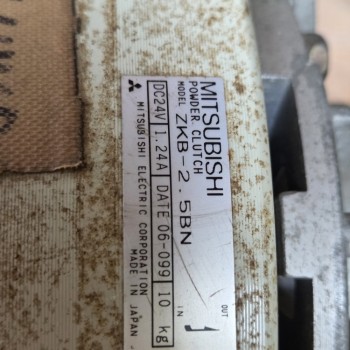 MITSUBISHI
POWDER CLUTCH
MODEL ZKB-2.5BN
DC24V 1.24A DATE 06-099 10 kg
MITSUBISHI ELECTRIC CORPORATION
MADE IN JAPAN
OUT
IN